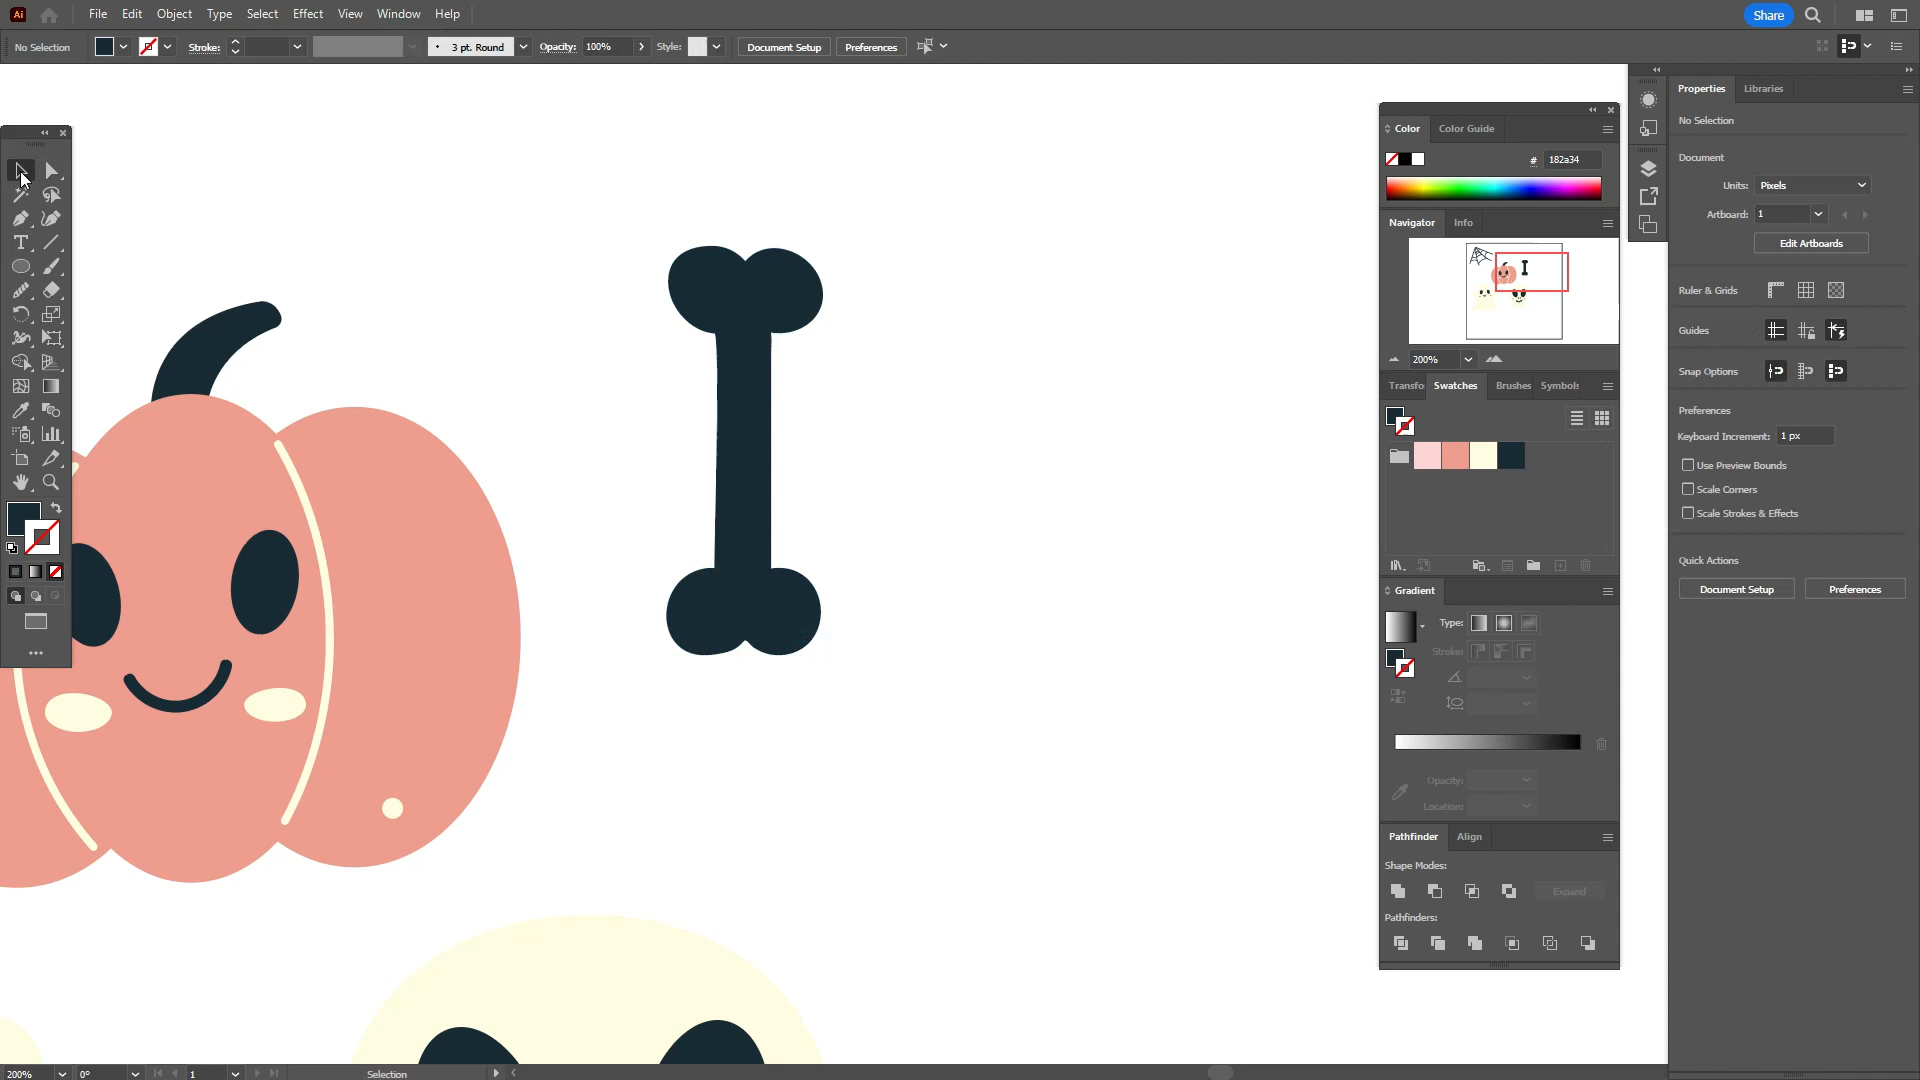 Ai File Edit Object Type Select Effect View Window Help Share
No Selection Stroke: 3 pt. Round Opacity: 100% Style: Document Setup Preferences
Properties Libraries
No Selection
Document
Units: Pixels
Artboard: 1
Edit Artboards
Ruler & Grids
Guides
Snap Options
Preferences
Keyboard Increment: 1 px
Use Preview Bounds
Scale Corners
Scale Strokes & Effects
Quick Actions
Document Setup Preferences
Color Color Guide
# 182a34
Navigator Info
200%
Transfo Swatches Brushes Symbols
Gradient
Type:
Stroke:
Opacity:
Location:
Pathfinder Align
Shape Modes:
Expand
Pathfinders:
200% 0° 1 Selection